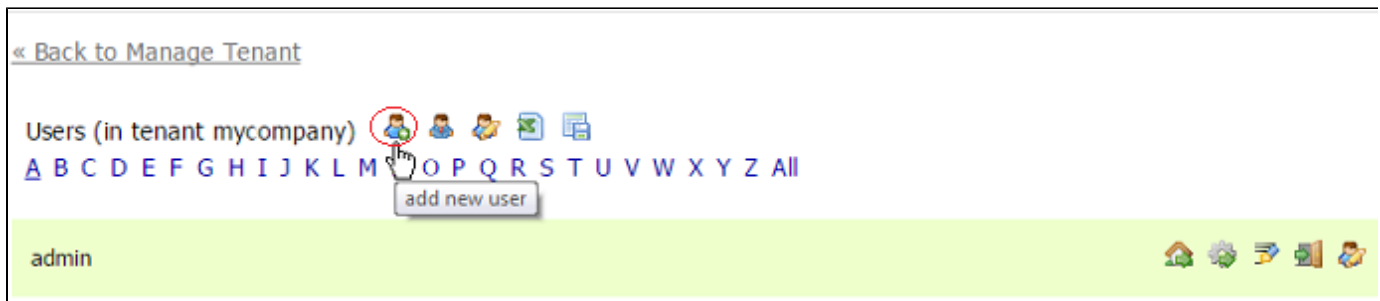 « Back to Manage Tenant
Users (in tenant mycompany)
A B C D E F G H I J K L M O P Q R S T U V W X Y Z All
add new user
admin